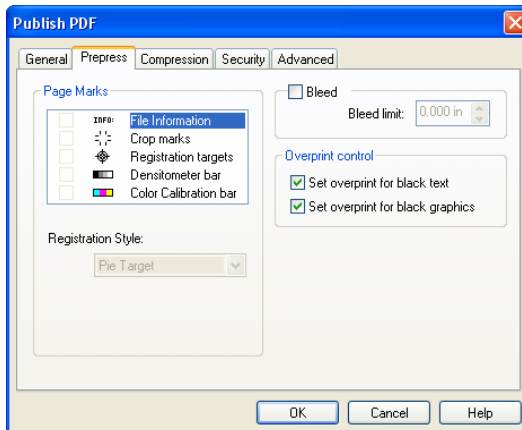 Publish PDF
General Prepress Compression Security Advanced
Page Marks
INFO: File Information
Crop marks
Registration targets
Densitometer bar
Color Calibration bar
Registration Style:
Pie Target
Bleed
Bleed limit: 0.000 in
Overprint control
Set overprint for black text
Set overprint for black graphics
OK Cancel Help